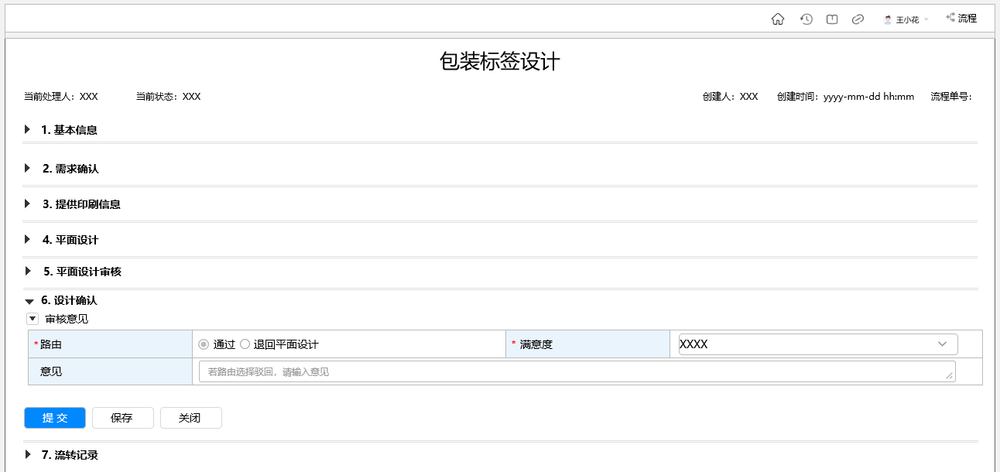 王小花 流程
包装标签设计
当前处理人：XXX 当前状态：XXX 创建人：XXX 创建时间：yyyy-mm-dd hh:mm 流程单号：
1. 基本信息
2. 需求确认
3. 提供印刷信息
4. 平面设计
5. 平面设计审核
6. 设计确认
审核意见
*路由 通过 退回平面设计 * 满意度 XXXX
意见 若路由选择驳回，请输入意见
提 交 保存 关闭
7. 流转记录